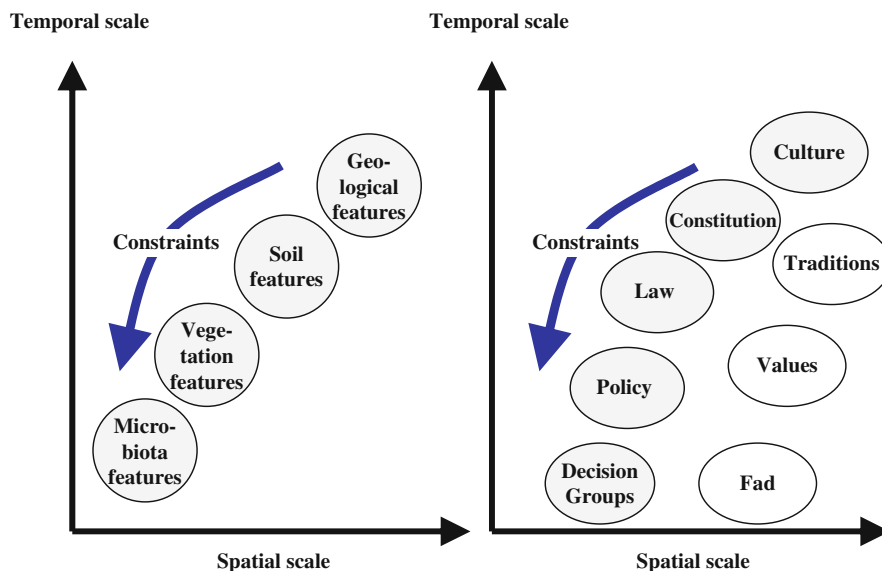 Temporal scale
Geo-
logical
features
Constraints
Soil
features
Vege-
tation
features
Micro-
biota
features
Spatial scale
Temporal scale
Culture
Constitution
Constraints
Traditions
Law
Values
Policy
Decision
Groups
Fad
Spatial scale